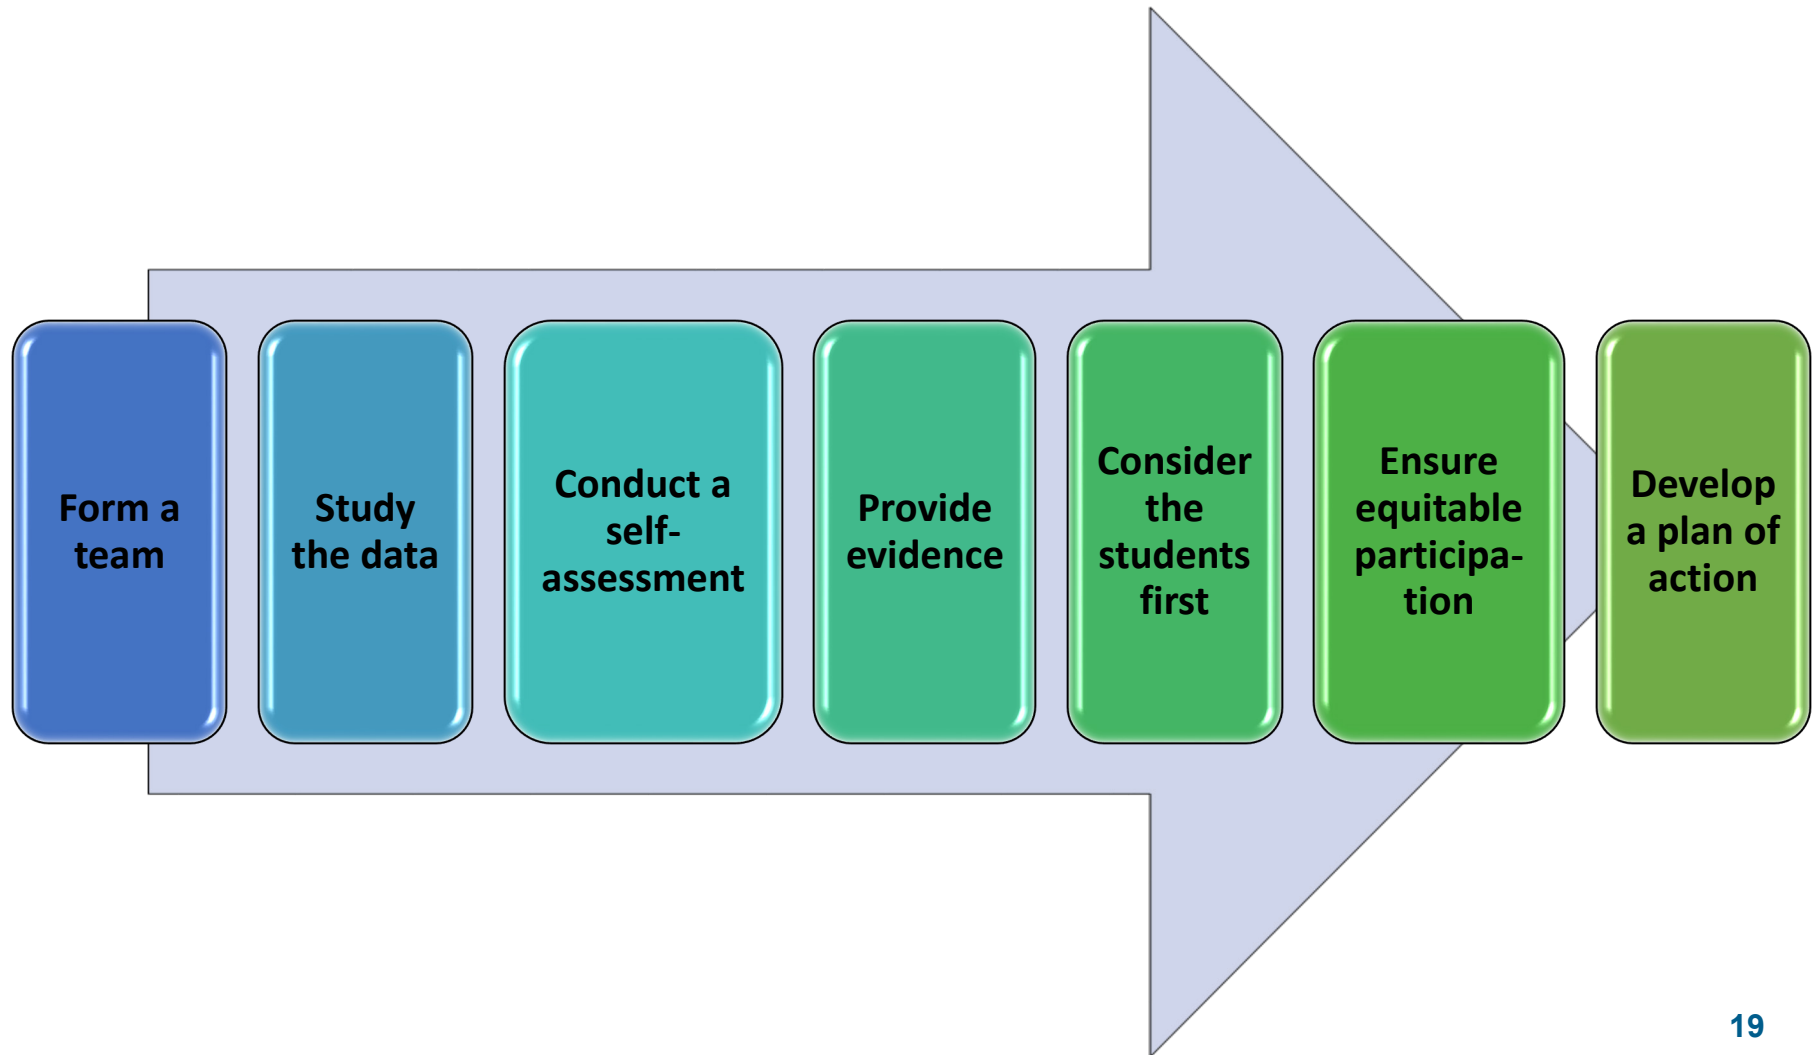 Form a
team
Study
the data
Conduct a
self-
assessment
Provide
evidence
Consider
the
students
first
Ensure
equitable
participa-
tion
Develop
a plan of
action
19